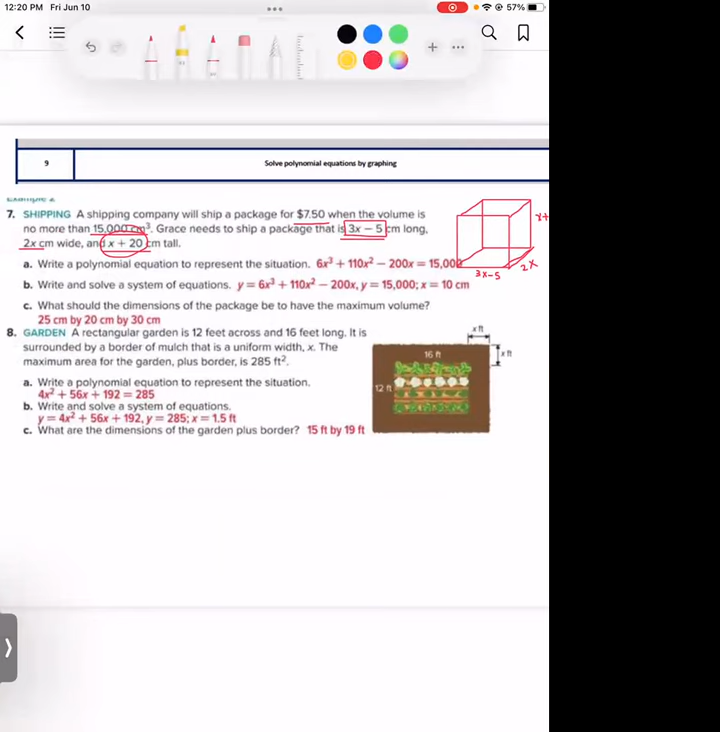 12:20 PM Fri Jun 10
57%
9
Solve polynomial equations by graphing
7. SHIPPING A shipping company will ship a package for $7.50 when the volume is
no more than 15,000 cm³. Grace needs to ship a package that is 3x − 5 cm long,
2x cm wide, and x + 20 cm tall.
a. Write a polynomial equation to represent the situation. 6x³ + 110x² − 200x = 15,000
b. Write and solve a system of equations. y = 6x³ + 110x² − 200x, y = 15,000; x = 10 cm
c. What should the dimensions of the package be to have the maximum volume?
25 cm by 20 cm by 30 cm
x+
2x
3x-5
8. GARDEN A rectangular garden is 12 feet across and 16 feet long. It is
surrounded by a border of mulch that is a uniform width, x. The
maximum area for the garden, plus border, is 285 ft².
a. Write a polynomial equation to represent the situation.
4x² + 56x + 192 = 285
b. Write and solve a system of equations.
y = 4x² + 56x + 192, y = 285; x = 1.5 ft
c. What are the dimensions of the garden plus border? 15 ft by 19 ft
x ft
x ft
16 ft
12 ft